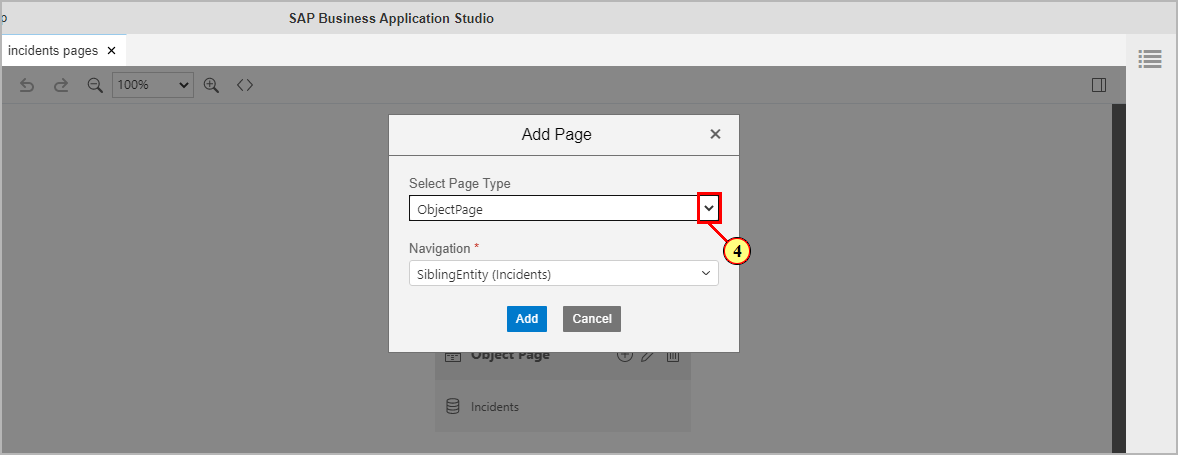 o
SAP Business Application Studio
incidents pages
100%
Add Page
Select Page Type
ObjectPage
4
Navigation *
SiblingEntity (Incidents)
Add
Cancel
Object Page
Incidents